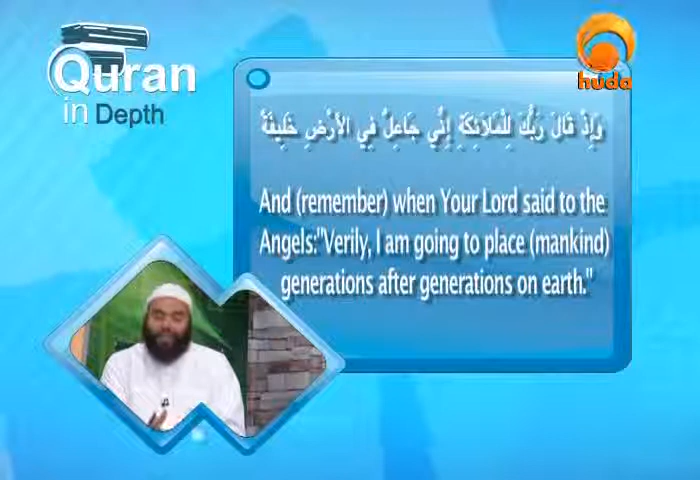 Quran
in Depth
huda
وَإِذْ قَالَ رَبُّكَ لِلْمَلَائِكَةِ إِنِّي جَاعِلٌ فِي الْأَرْضِ خَلِيفَةً
And (remember) when Your Lord said to the
Angels:"Verily, I am going to place (mankind)
generations after generations on earth."